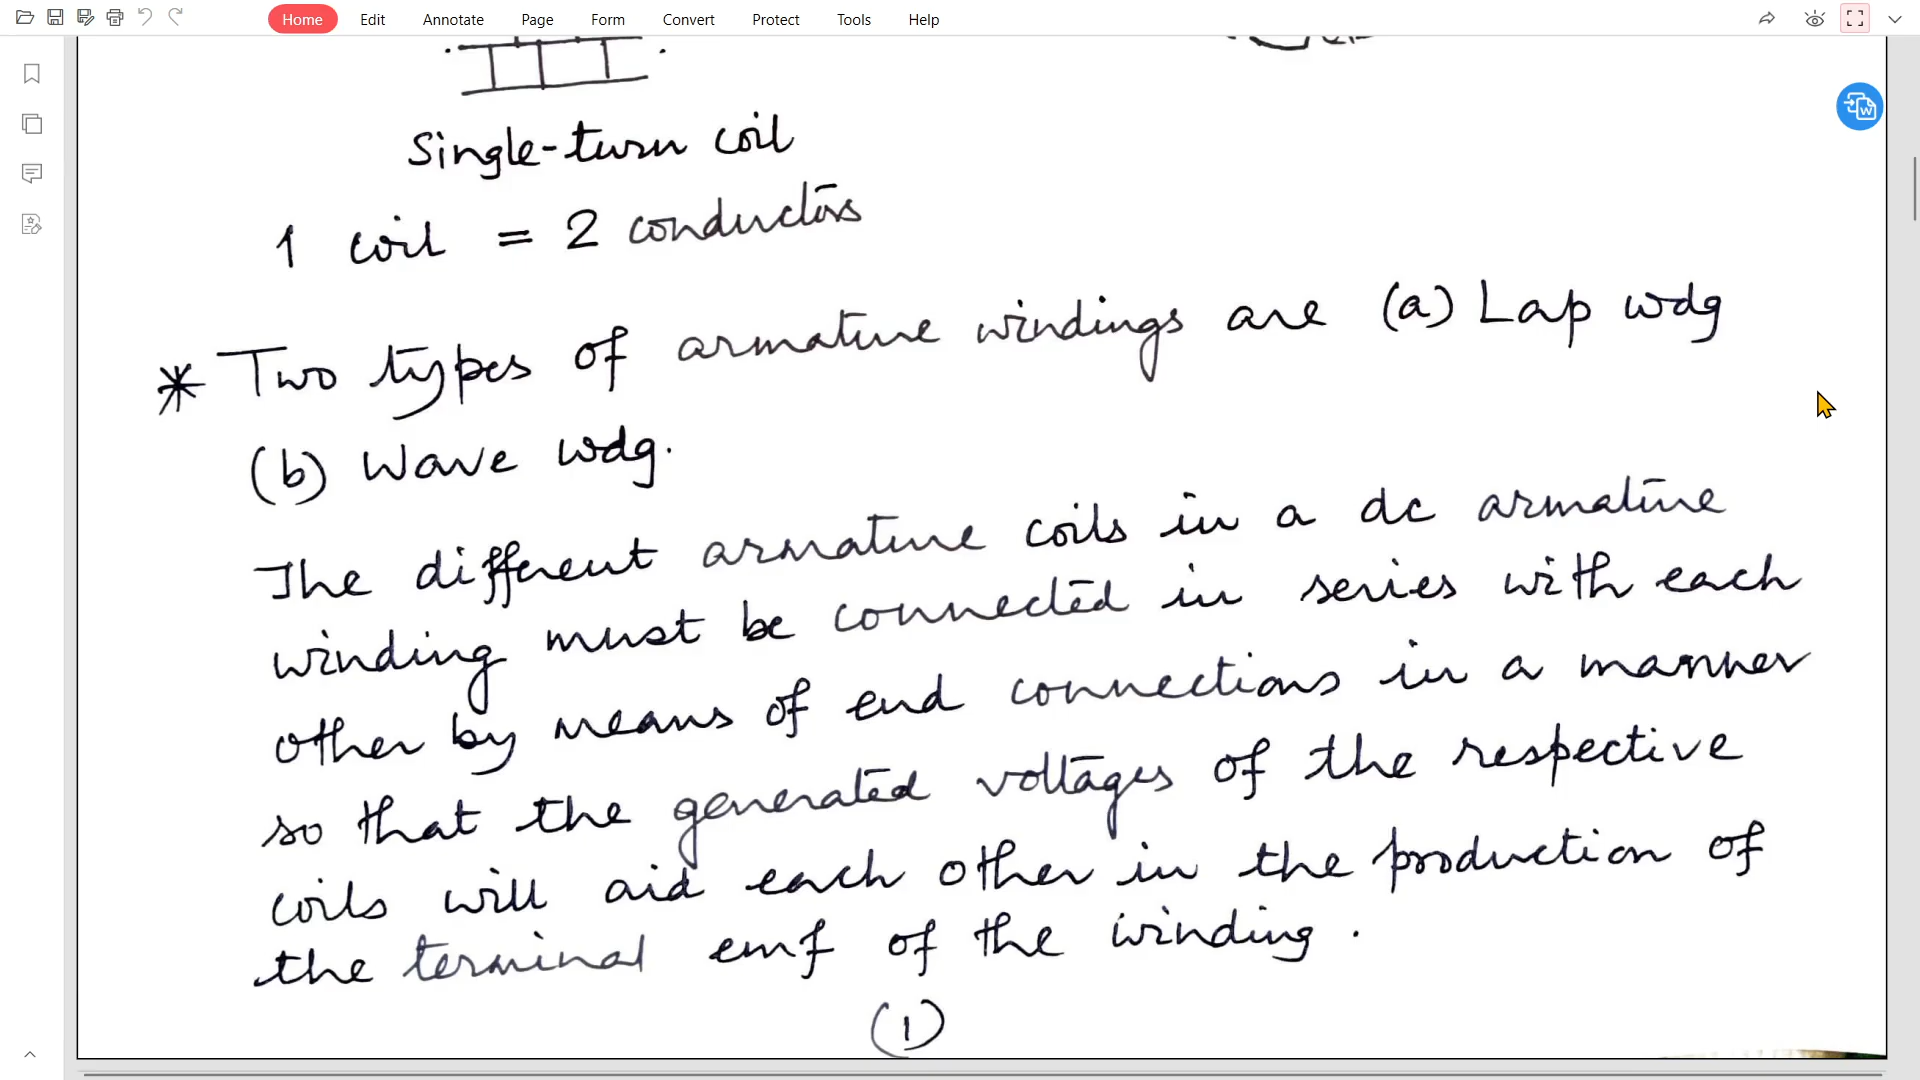 Home Edit Annotate Page Form Convert Protect Tools Help
Single-turn coil
1 coil = 2 conductors
* Two types of armature windings are (a) Lap wdg
(b) Wave wdg.
The different armature coils in a dc armature
winding must be connected in series with each
other by means of end connections in a manner
so that the generated voltages of the respective
coils will aid each other in the production of
the terminal emf of the winding.
(1)